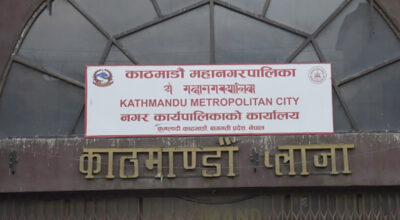 काठमाडौं महानगरपालिका
KATHMANDU METROPOLITAN CITY
नगर कार्यपालिकाको कार्यालय
काठमाडौं, बागमती प्रदेश, नेपाल
काठमाण्डौ प्लाजा